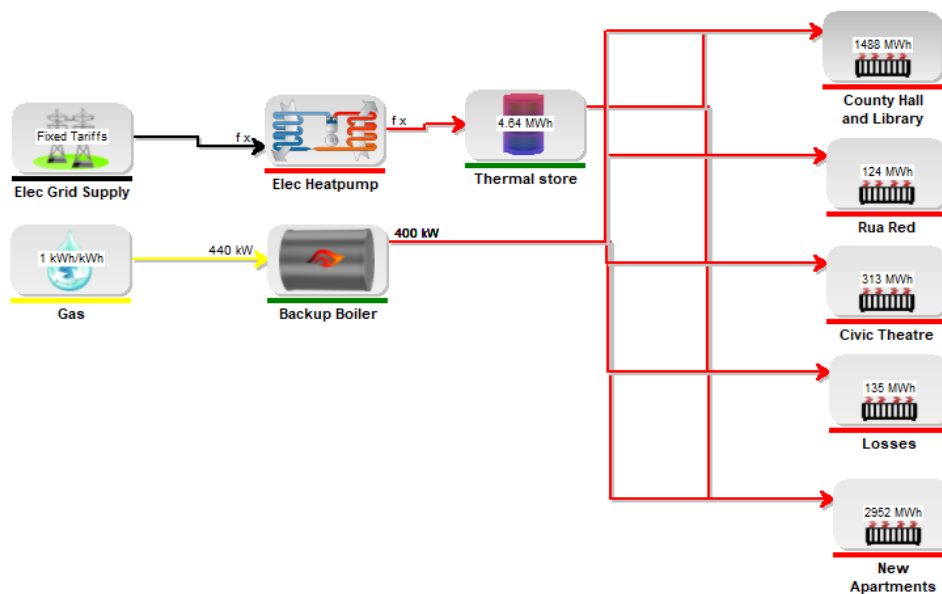 Fixed Tariffs
Elec Grid Supply
f x
Elec Heatpump
f x
4.64 MWh
Thermal store
1 kWh/kWh
Gas
440 kW
Backup Boiler
400 kW
1488 MWh
County Hall
and Library
124 MWh
Rua Red
313 MWh
Civic Theatre
135 MWh
Losses
2952 MWh
New
Apartments